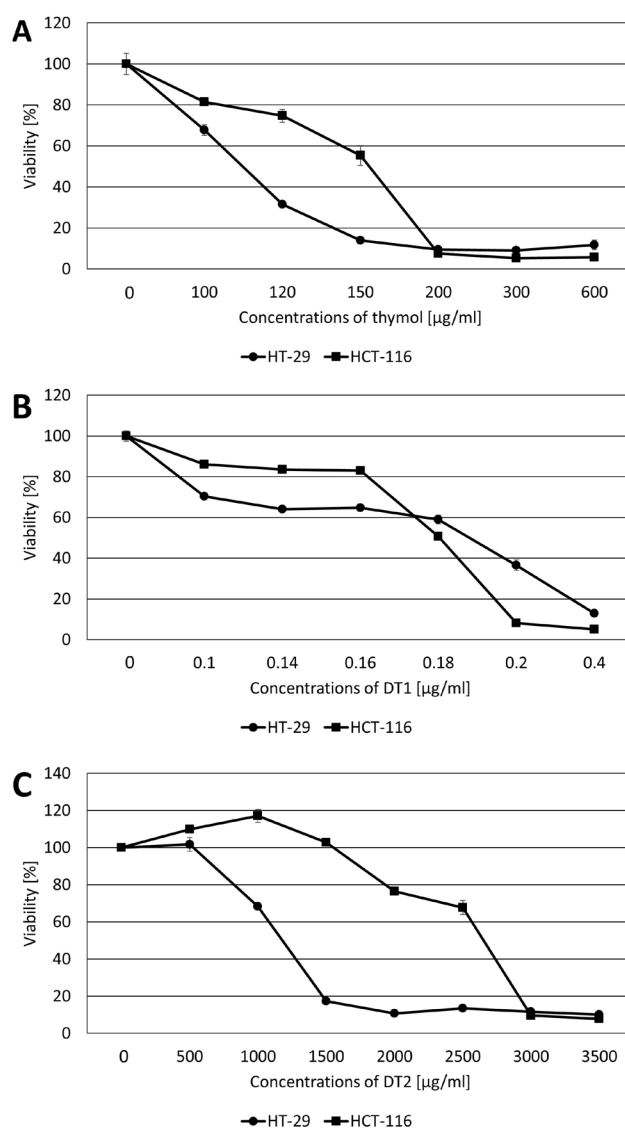 A
120
100
80
60
40
20
0
Viability [%]
0 100 120 150 200 300 600
Concentrations of thymol [µg/ml]
HT-29 HCT-116
B
120
100
80
60
40
20
0
Viability [%]
0 0.1 0.14 0.16 0.18 0.2 0.4
Concentrations of DT1 [µg/ml]
HT-29 HCT-116
C
140
120
100
80
60
40
20
0
Viability [%]
0 500 1000 1500 2000 2500 3000 3500
Concentrations of DT2 [µg/ml]
HT-29 HCT-116